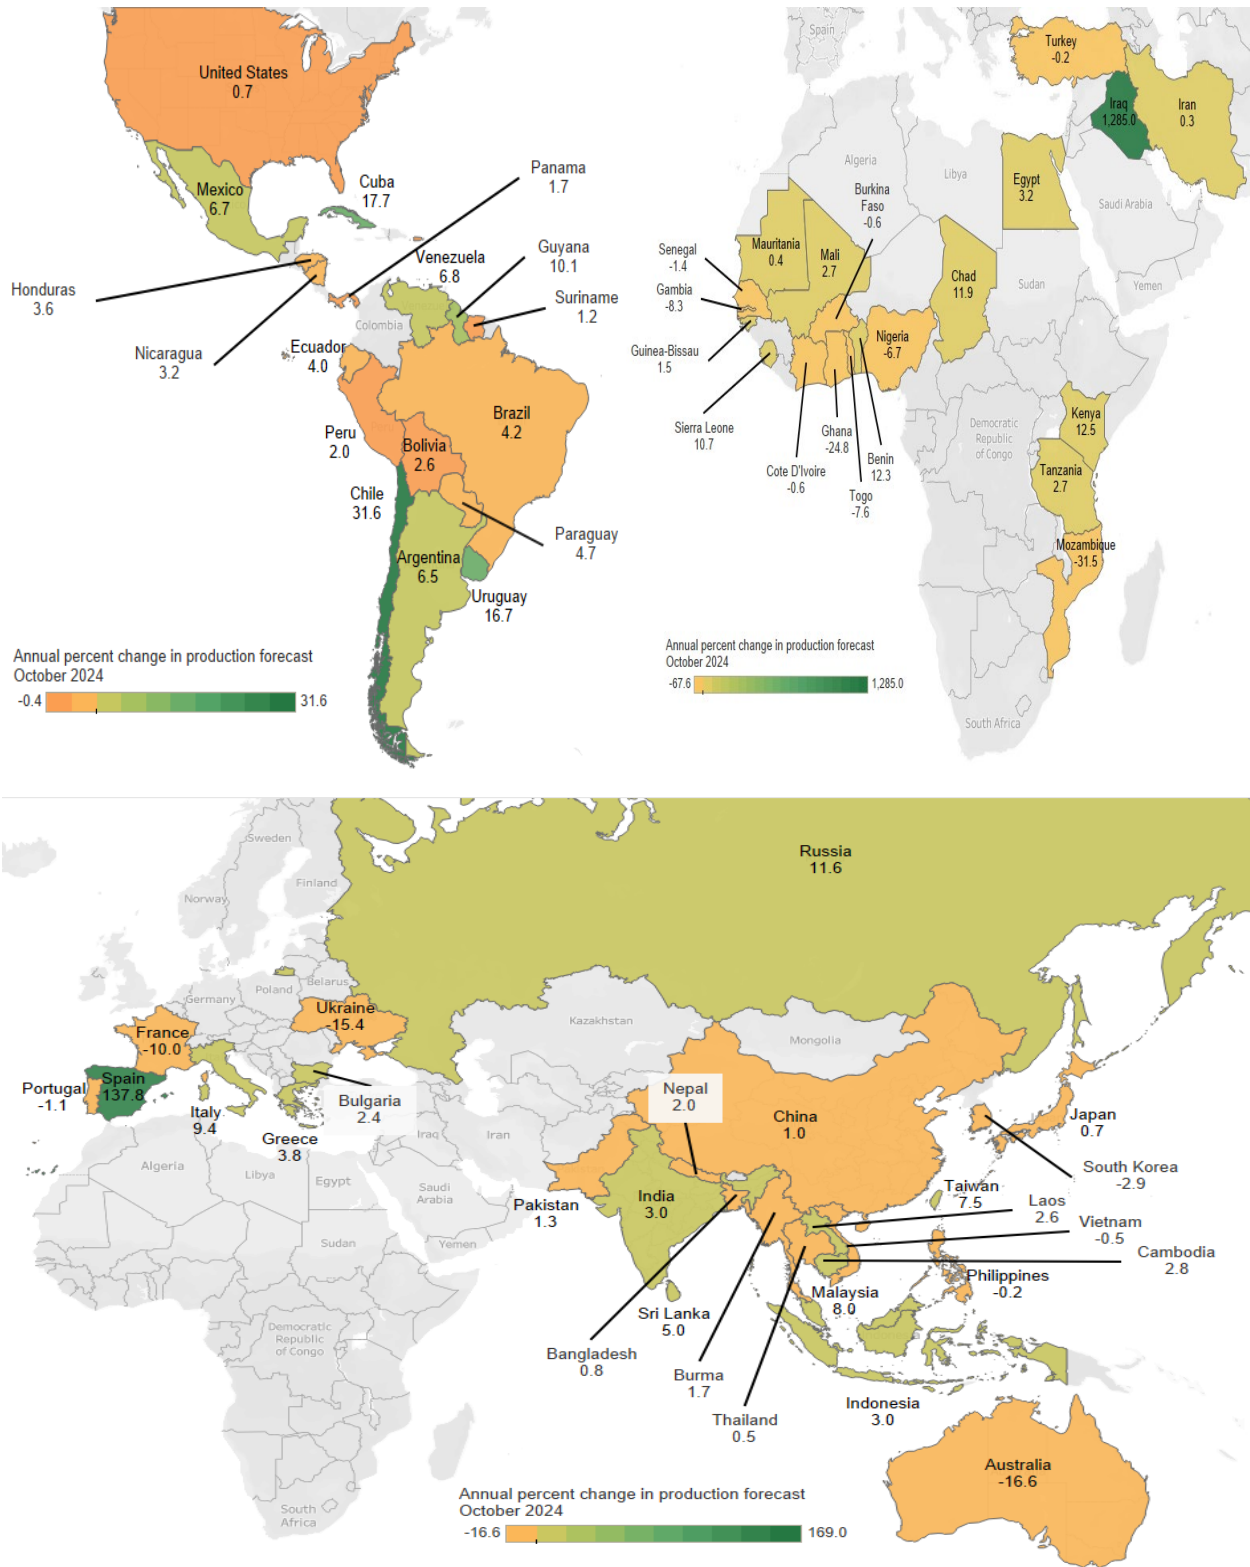 United States
0.7
Mexico
6.7
Cuba
17.7
Panama
1.7
Venezuela
6.8
Guyana
10.1
Suriname
1.2
Honduras
3.6
Nicaragua
3.2
Colombia
Ecuador
4.0
Peru
2.0
Peru
Brazil
4.2
Bolivia
2.6
Chile
31.6
Paraguay
4.7
Argentina
6.5
Uruguay
16.7
Annual percent change in production forecast
October 2024
-0.4
31.6
Spain
Turkey
-0.2
Iraq
1,285.0
Iran
0.3
Algeria
Libya
Egypt
3.2
Saudi Arabia
Burkina
Faso
-0.6
Senegal
-1.4
Mauritania
0.4
Mali
2.7
Chad
11.9
Sudan
Yemen
Gambia
-8.3
Guinea-Bissau
1.5
Nigeria
-6.7
Sierra Leone
10.7
Cote D'Ivoire
-0.6
Ghana
-24.8
Benin
12.3
Togo
-7.6
Democratic
Republic
of Congo
Kenya
12.5
Tanzania
2.7
Mozambique
-31.5
South Africa
Annual percent change in production forecast
October 2024
-67.6
1,285.0
Russia
11.6
Sweden
Finland
Norway
Belarus
Poland
Germany
Ukraine
-15.4
France
-10.0
Kazakhstan
Mongolia
Portugal
-1.1
Spain
137.8
Italy
9.4
Greece
3.8
Bulgaria
2.4
Nepal
2.0
China
1.0
Japan
0.7
South Korea
-2.9
Iraq
Iran
Algeria
Libya
Egypt
Saudi
Arabia
Pakistan
1.3
India
3.0
Taiwan
7.5
Laos
2.6
Vietnam
-0.5
Cambodia
2.8
Sudan
Yemen
Philippines
-0.2
Malaysia
8.0
Sri Lanka
5.0
Bangladesh
0.8
Burma
1.7
Thailand
0.5
Indonesia
3.0
Democratic
Republic
of Congo
Australia
-16.6
South
Africa
Annual percent change in production forecast
October 2024
-16.6
169.0